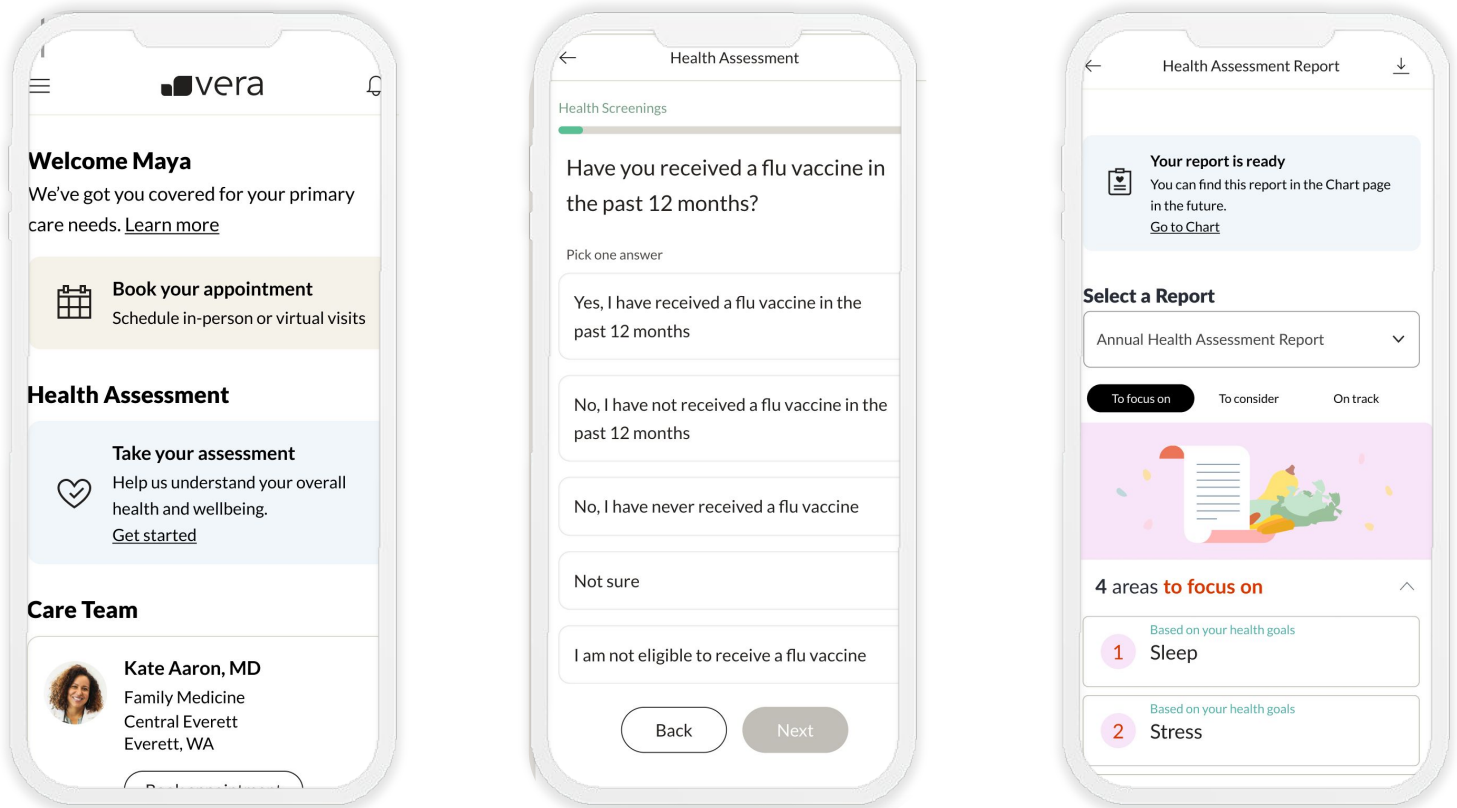 vera
Welcome Maya
We've got you covered for your primary
care needs. Learn more
Book your appointment
Schedule in-person or virtual visits
Health Assessment
Take your assessment
Help us understand your overall
health and wellbeing.
Get started
Care Team
Kate Aaron, MD
Family Medicine
Central Everett
Everett, WA
Health Assessment
Health Screenings
Have you received a flu vaccine in
the past 12 months?
Pick one answer
Yes, I have received a flu vaccine in the
past 12 months
No, I have not received a flu vaccine in the
past 12 months
No, I have never received a flu vaccine
Not sure
I am not eligible to receive a flu vaccine
Back
Next
Health Assessment Report
Your report is ready
You can find this report in the Chart page
in the future.
Go to Chart
Select a Report
Annual Health Assessment Report
To focus on
To consider
On track
4 areas to focus on
Based on your health goals
1 Sleep
Based on your health goals
2 Stress